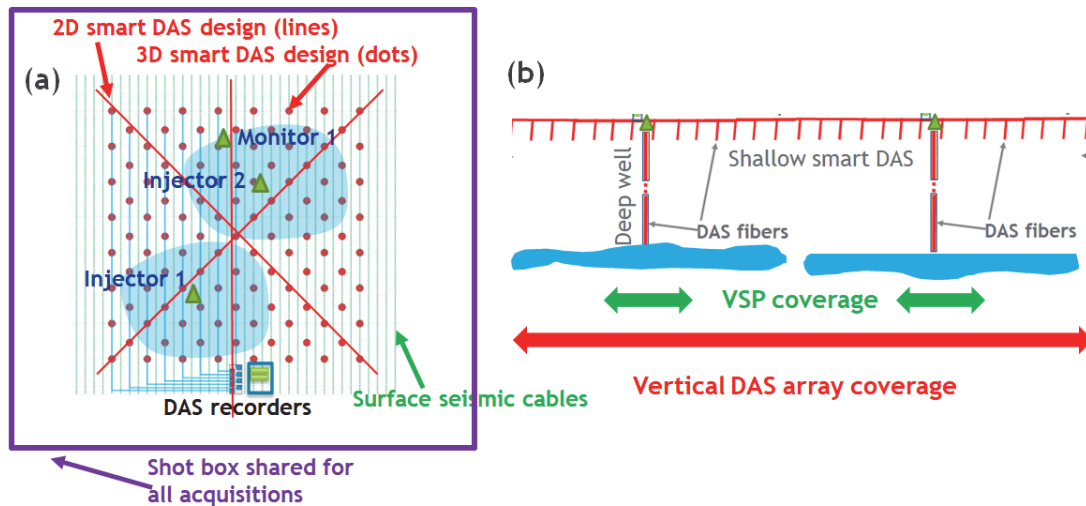 2D smart DAS design (lines)
3D smart DAS design (dots)
(a)
Monitor 1
Injector 2
Injector 1
DAS recorders
Surface seismic cables
Shot box shared for
all acquisitions
(b)
Deep well
Shallow smart DAS
DAS fibers
DAS fibers
VSP coverage
Vertical DAS array coverage